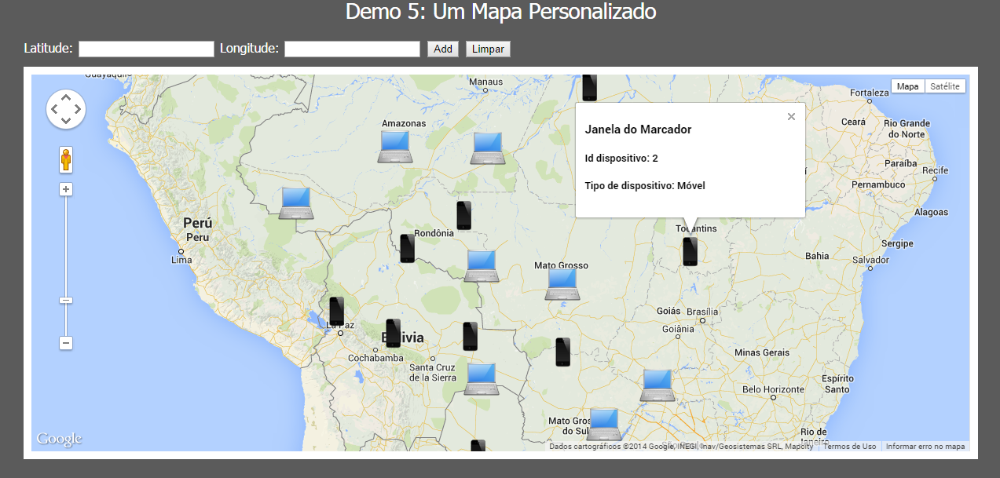 Demo 5: Um Mapa Personalizado
Latitude: Longitude: Add Limpar
Guayaquil
Manaus
Mapa Satélite
Fortaleza
Amazonas
Ceará
Rio Grande
do Norte
Janela do Marcador
Id dispositivo: 2
Tipo de dispositivo: Móvel
Paraíba
Recife
Pernambuco
Alagoas
Perú
Peru
Rondônia
Tocantins
Lima
Sergipe
Bahia
Salvador
Mato Grosso
Goiás
Brasília
La Paz
Goiânia
Bolivia
Cochabamba
Santa Cruz
de la Sierra
Minas Gerais
Belo Horizonte
Espírito
Santo
Mato Gros
do Sul
Rio de
Janeiro
Google
Dados cartográficos ©2014 Google, INEGI, Inav/Geosistemas SRL, Mapcity
Termos de Uso
Informar erro no mapa